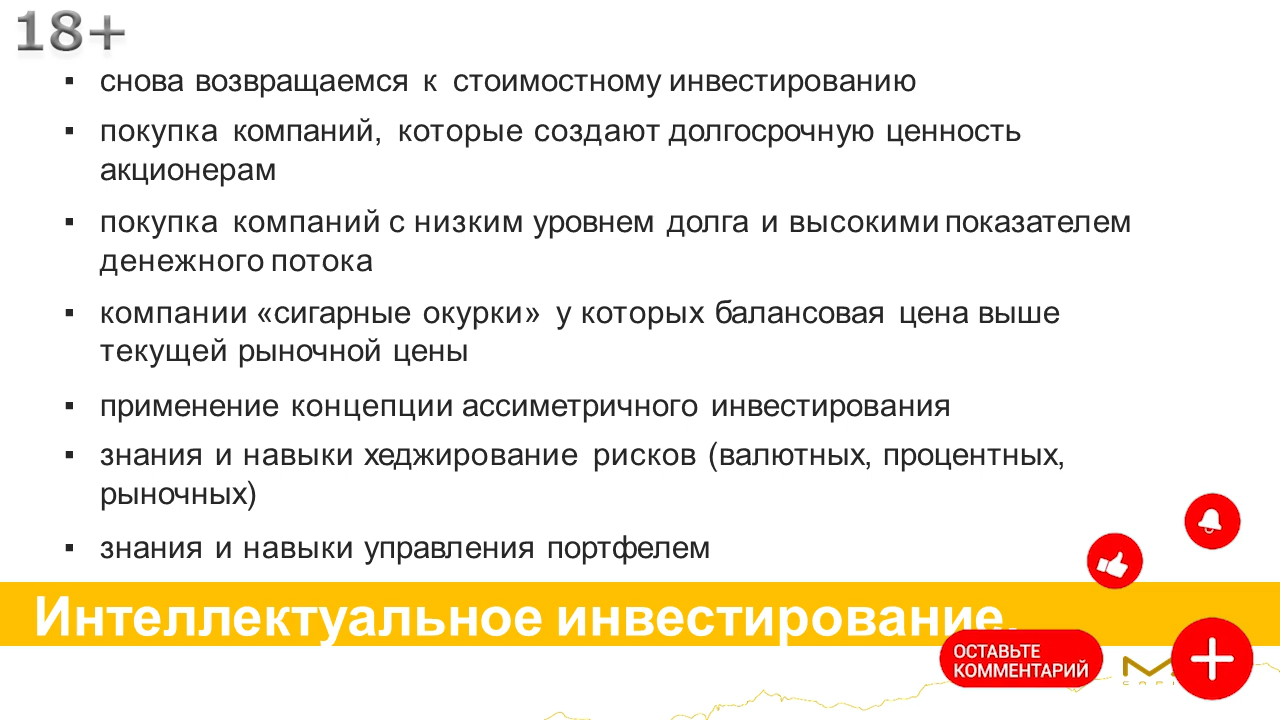 18+
▪ снова возвращаемся к стоимостному инвестированию
▪ покупка компаний, которые создают долгосрочную ценность
акционерам
▪ покупка компаний с низким уровнем долга и высокими показателем
денежного потока
▪ компании «сигарные окурки» у которых балансовая цена выше
текущей рыночной цены
▪ применение концепции ассиметричного инвестирования
▪ знания и навыки хеджирование рисков (валютных, процентных,
рыночных)
▪ знания и навыки управления портфелем
Интеллектуальное инвестирование.
ОСТАВЬТЕ
КОММЕНТАРИЙ